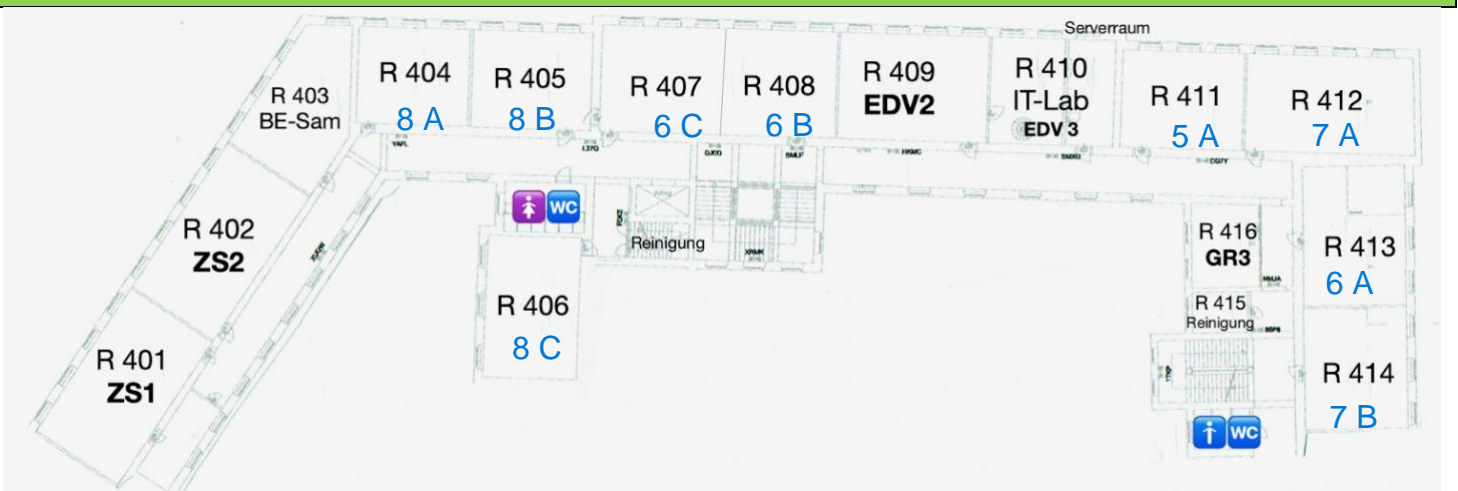 Serverraum
R 403
BE-Sam
R 404
8 A
R 405
8 B
R 407
6 C
R 408
6 B
R 409
EDV2
R 410
IT-Lab
EDV 3
R 411
5 A
R 412
7 A
R 402
ZS2
WC
Reinigung
R 416
GR3
R 413
6 A
R 406
8 C
R 415
Reinigung
R 401
ZS1
R 414
7 B
WC